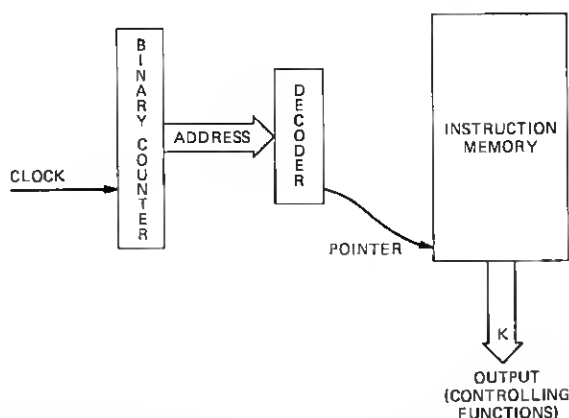 BINARY COUNTER
DECODER
ADDRESS
INSTRUCTION
MEMORY
CLOCK
POINTER
K
OUTPUT
(CONTROLLING
FUNCTIONS)